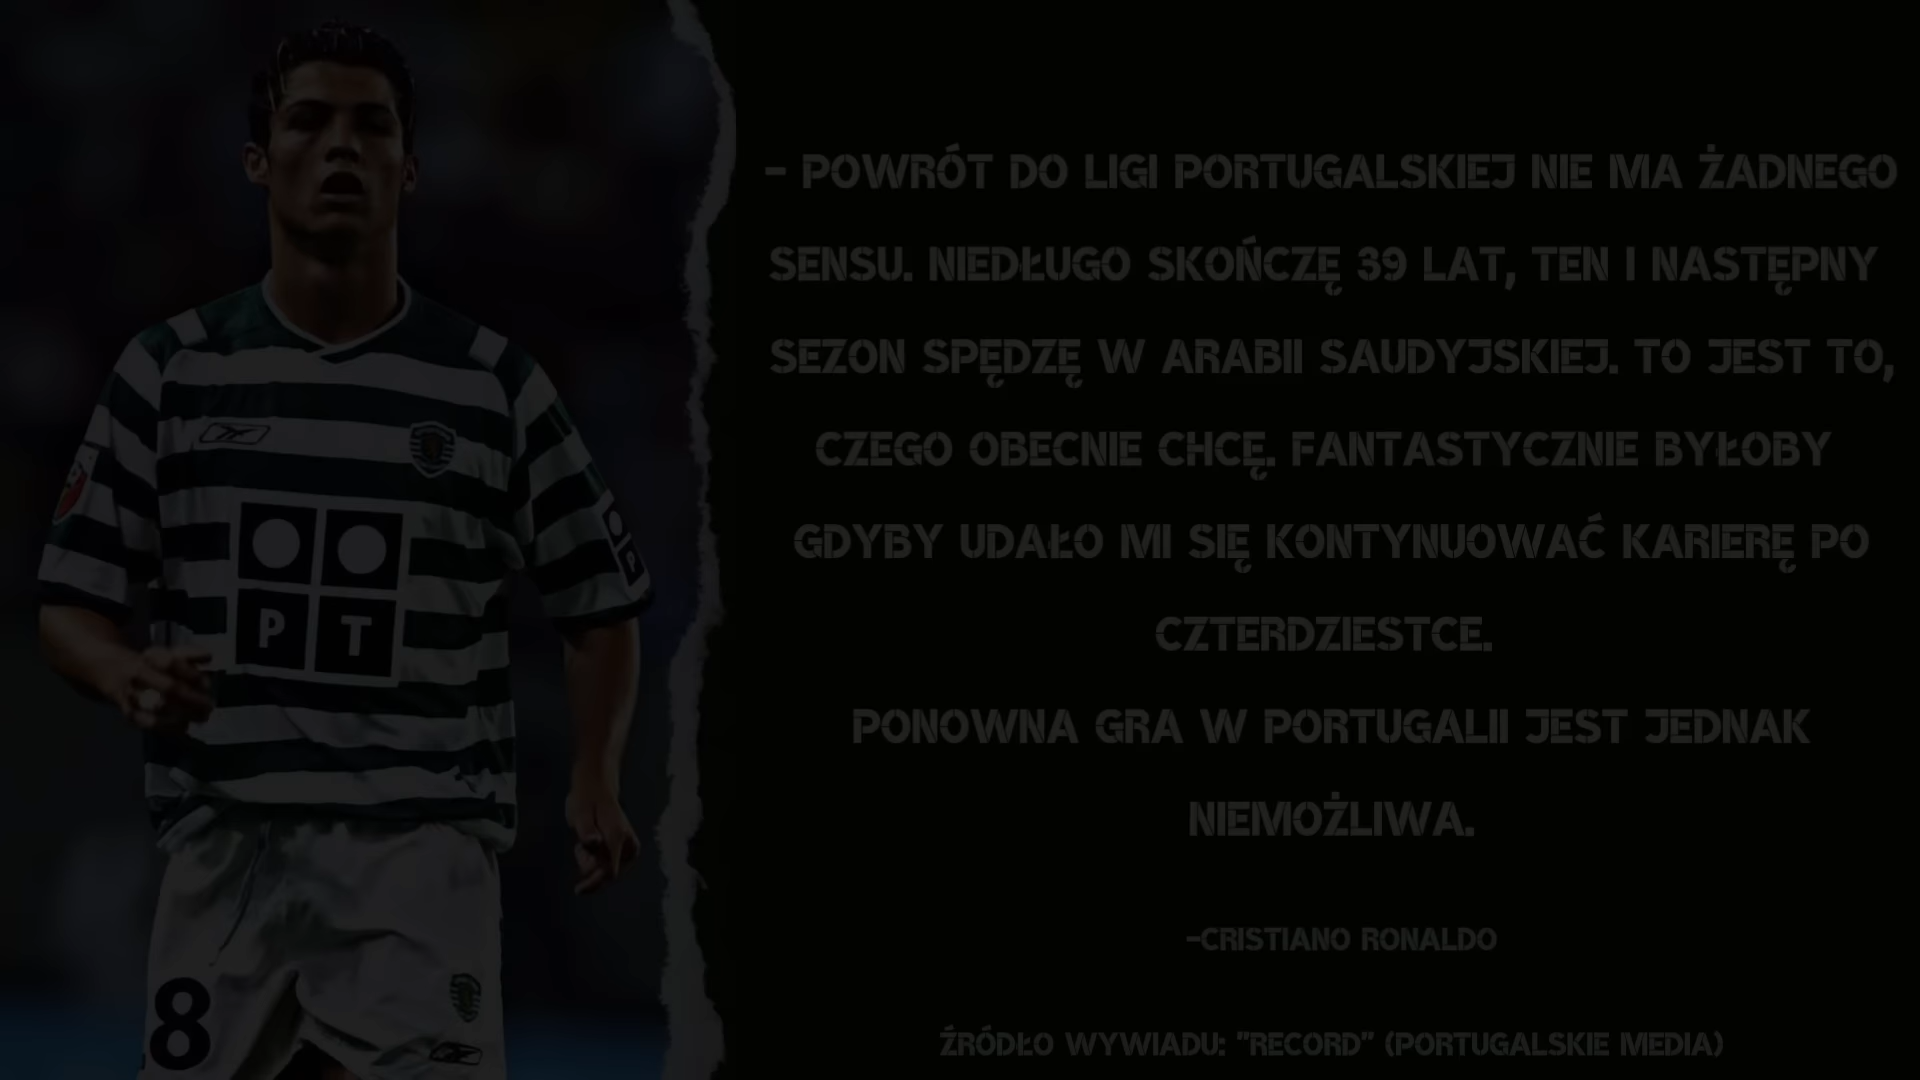 - POWRÓT DO LIGI PORTUGALSKIEJ NIE MA ŻADNEGO
SENSU. NIEDŁUGO SKOŃCZĘ 39 LAT, TEN I NASTĘPNY
SEZON SPĘDZĘ W ARABII SAUDYJSKIEJ. TO JEST TO,
CZEGO OBECNIE CHCĘ. FANTASTYCZNIE BYŁOBY
GDYBY UDAŁO MI SIĘ KONTYNUOWAĆ KARIERĘ PO
CZTERDZIESTCE.
PONOWNA GRA W PORTUGALII JEST JEDNAK
NIEMOŻLIWA.
-CRISTIANO RONALDO
ŹRÓDŁO WYWIADU: "RECORD" (PORTUGALSKIE MEDIA)
P T
8